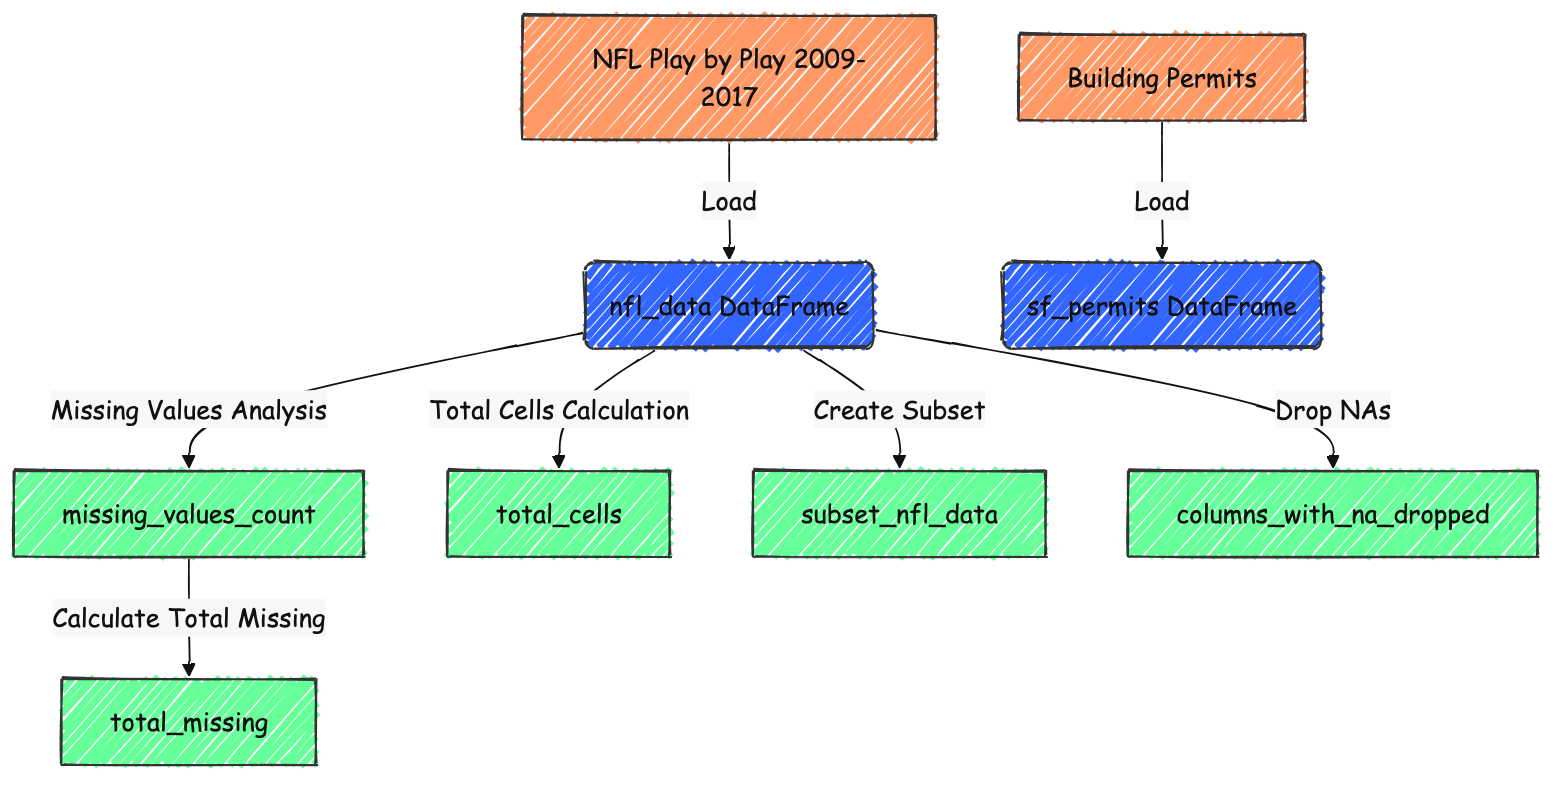 NFL Play by Play 2009-
2017
Building Permits
Load
Load
nfl_data DataFrame
sf_permits DataFrame
Missing Values Analysis
Total Cells Calculation
Create Subset
Drop NAs
missing_values_count
total_cells
subset_nfl_data
columns_with_na_dropped
Calculate Total Missing
total_missing